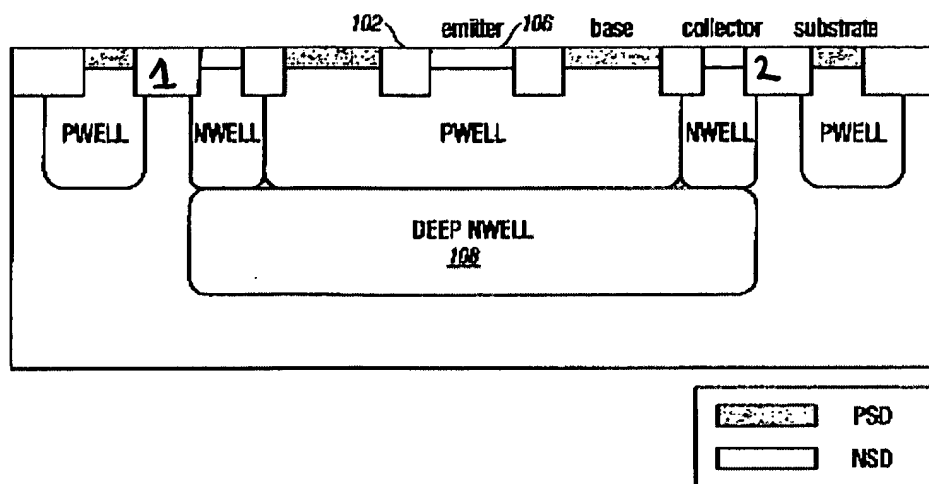 102 emitter 106 base collector substrate
1 2
PWELL NWELL PWELL NWELL PWELL
DEEP NWELL
108
PSD
NSD